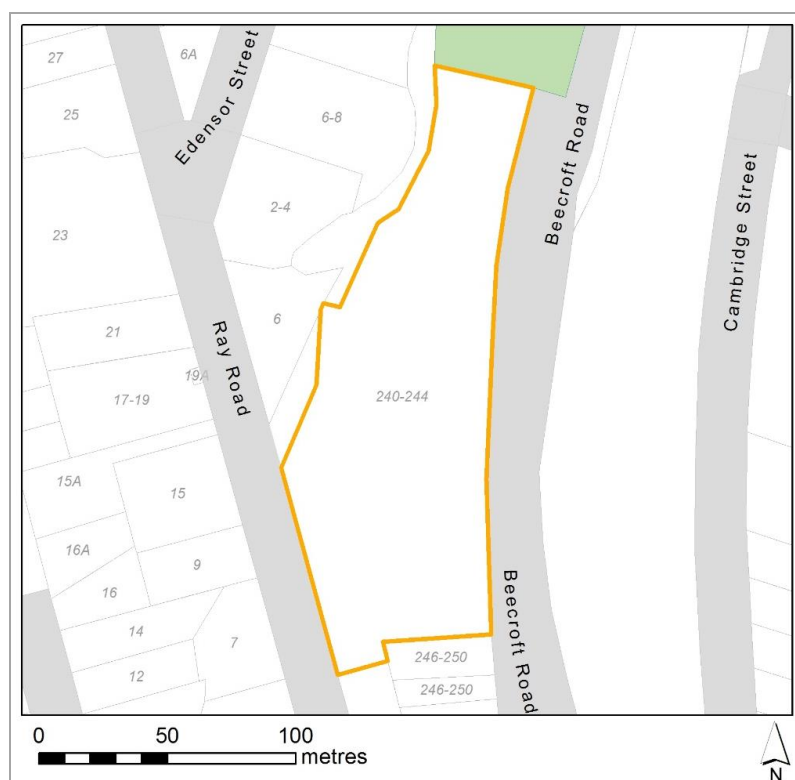 27
6A
Edensor Street
25
6-8
Beecroft Road
Cambridge Street
2-4
23
6
21
Ray Road
19A
17-19
240-244
15A
15
16A
9
16
14
7
12
Beecroft Road
246-250
246-250
0 50 100
metres
N